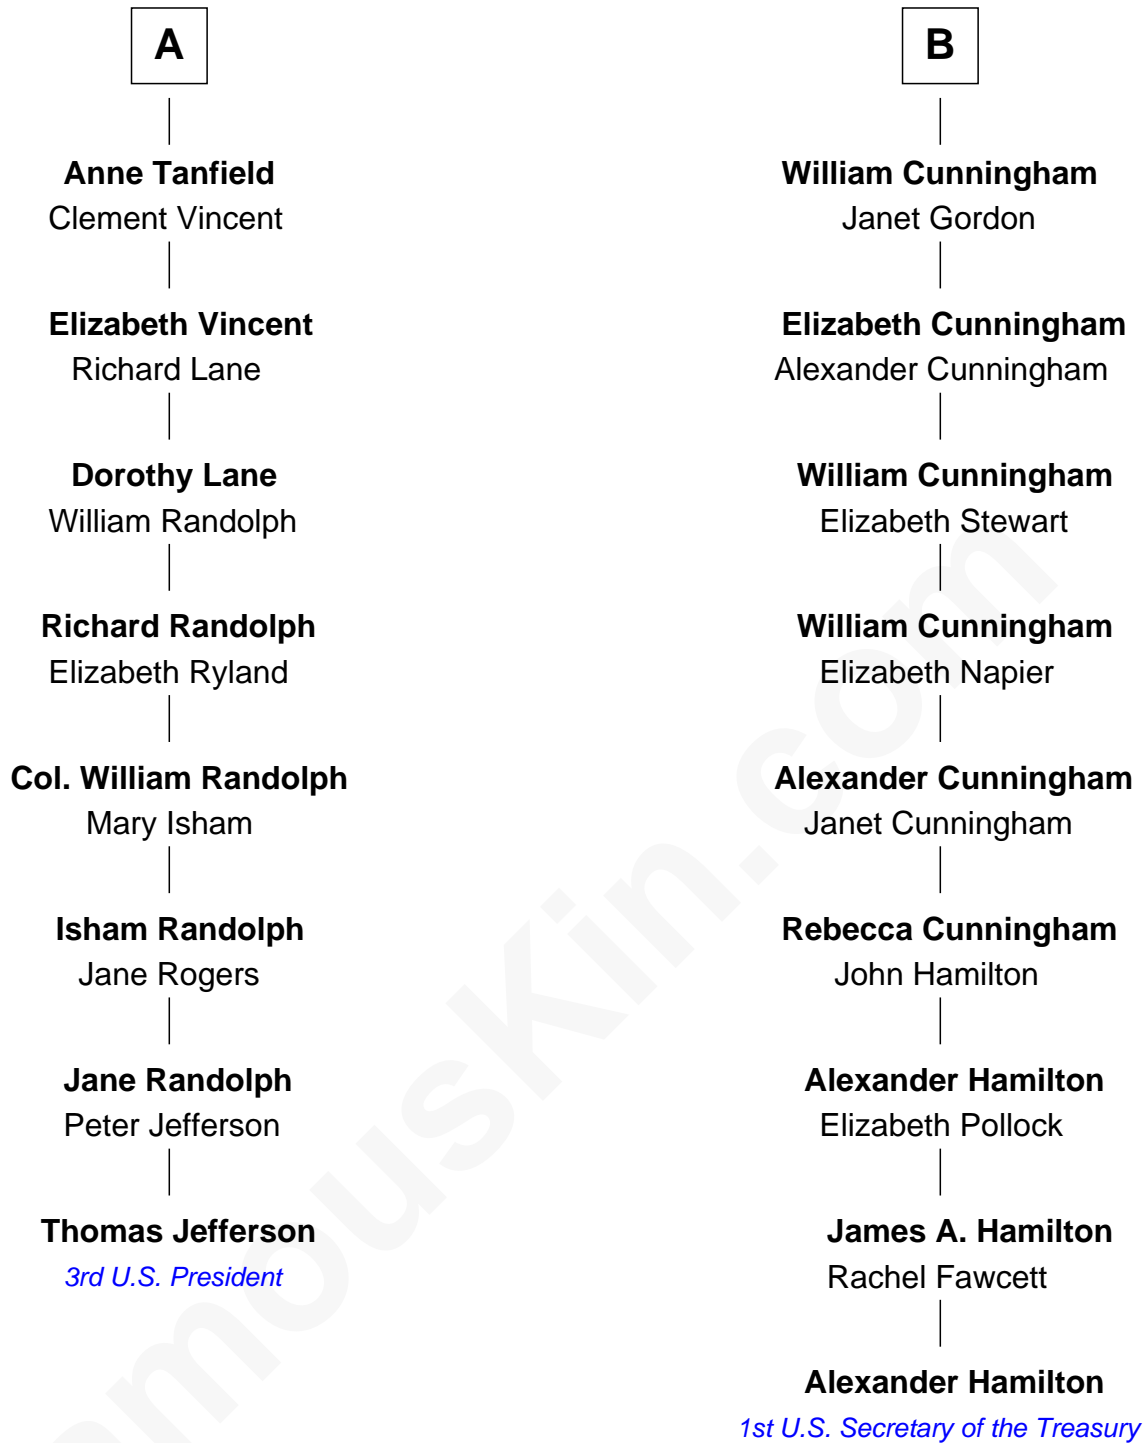 A
Anne Tanfield
Clement Vincent
Elizabeth Vincent
Richard Lane
Dorothy Lane
William Randolph
Richard Randolph
Elizabeth Ryland
Col. William Randolph
Mary Isham
Isham Randolph
Jane Rogers
Jane Randolph
Peter Jefferson
Thomas Jefferson
3rd U.S. President
B
William Cunningham
Janet Gordon
Elizabeth Cunningham
Alexander Cunningham
William Cunningham
Elizabeth Stewart
William Cunningham
Elizabeth Napier
Alexander Cunningham
Janet Cunningham
Rebecca Cunningham
John Hamilton
Alexander Hamilton
Elizabeth Pollock
James A. Hamilton
Rachel Fawcett
Alexander Hamilton
1st U.S. Secretary of the Treasury
amouskin.com